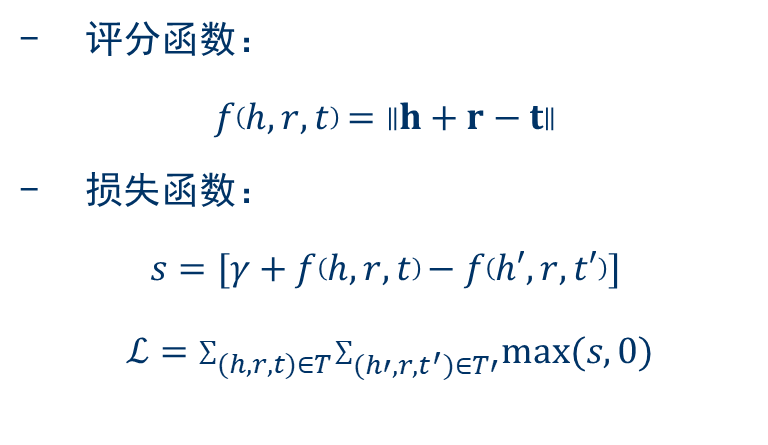 – 评分函数：
f(h, r, t) = ‖h + r − t‖
– 损失函数：
s = [γ + f(h, r, t) − f(h′, r, t′)]
ℒ = Σ(h,r,t)∈T Σ(h′,r,t′)∈T′ max(s, 0)